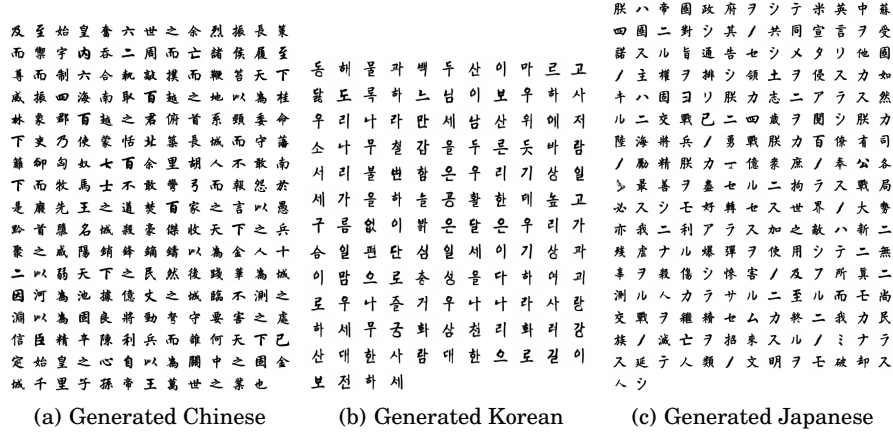 及至始皇奮六世之余烈振長策
而禦宇內吞二周而亡諸侯履至
尊而制六合執敲撲而鞭笞天下
威振四海南取百越之地以為桂
林象郡百越之君俯首系頸委命
下吏乃使蒙恬北築長城而守藩
籬卻匈奴七百余里胡人不敢南
下而牧馬士不敢彎弓而報怨於
是廢先王之道焚百家之言以愚
黔首隳名城殺豪傑收天下之兵
聚之咸陽銷鋒鏑鑄以為金人十
二以弱天下之民然後踐華為城
因河為池據億丈之城臨不測之
淵以為固良將勁弩守要害之處
信臣精卒陳利兵而誰何天下已
定始皇之心自以為關中之固金
城千里子孫帝王萬世之業也
(a) Generated Chinese
동해물과백두산이마르고
닳도록하느님이보우하사
우리나라만세남산위에저
소나무철갑을두른듯바람
서리불변함은우리기상일
세가을하늘공활한데높고
구름없이밝은달은우리가
슴일편단심일세이기상과
이맘으로충성을다하여괴
로우나즐거우나나라사랑
하세무궁화삼천리화려강
산대한사람대한으로길이
보전하세
(b) Generated Korean
朕ハ帝國政府ヲシテ米英中蘇
四國ニ對シ其ノ共同宣言ヲ受
諾スル旨通告セシメタリ他國
ノ主權ヲ排シ領土ヲ侵スカ如
キハ固ヨリ朕カ志ニアラス然
ルニ交戰已ニ四歲ヲ閱シ朕カ
陸海將兵ノ勇戰朕カ百僚有司
ノ勵精朕カ一億衆庶ノ奉公各
〻最善ヲ盡セルニ拘ラス戰局
必スシモ好轉セス世界ノ大勢
亦我ニ利アラス加之敵ハ新ニ
殘虐ナル爆彈ヲ使用シテニ無
辜ヲ殺傷シ慘害ノ及フ所眞ニ
測ルヘカラサルニ至ル而モ尚
交戰ヲ繼續セムカ終ニ我カ民
族ノ滅亡ヲ招來スルノミナラ
ス延テ人類ノ文明ヲモ破却ス
ヘシ
(c) Generated Japanese